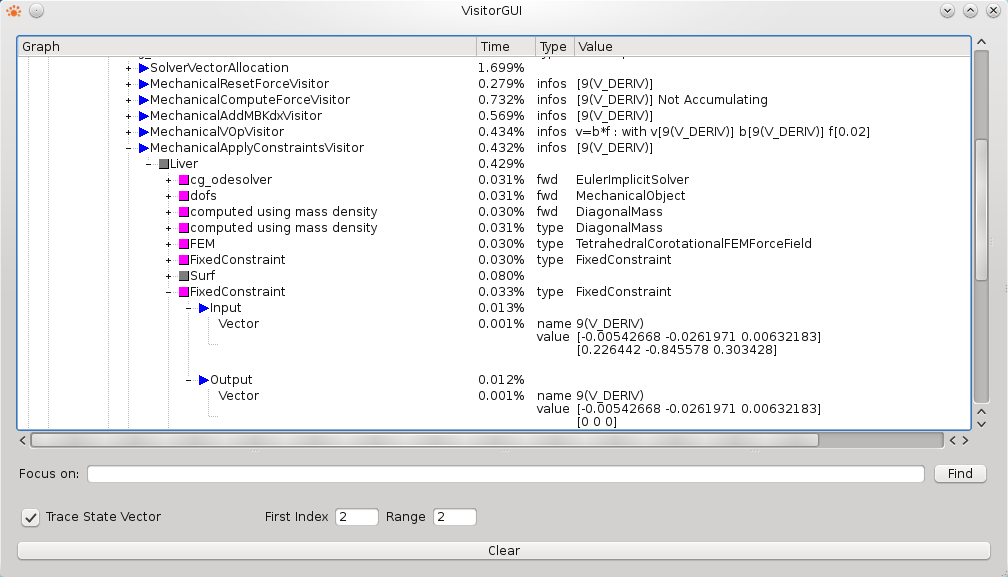 VisitorGUI
Graph Time Type Value
SolverVectorAllocation 1.699%
MechanicalResetForceVisitor 0.279% infos [9(V_DERIV)]
MechanicalComputeForceVisitor 0.732% infos [9(V_DERIV)] Not Accumulating
MechanicalAddMBKdxVisitor 0.569% infos [9(V_DERIV)]
MechanicalVOpVisitor 0.434% infos v=b*f : with v[9(V_DERIV)] b[9(V_DERIV)] f[0.02]
MechanicalApplyConstraintsVisitor 0.432% infos [9(V_DERIV)]
Liver 0.429%
cg_odesolver 0.031% fwd EulerImplicitSolver
dofs 0.031% fwd MechanicalObject
computed using mass density 0.030% fwd DiagonalMass
computed using mass density 0.031% type DiagonalMass
FEM 0.030% type TetrahedralCorotationalFEMForceField
FixedConstraint 0.030% type FixedConstraint
Surf 0.080%
FixedConstraint 0.033% type FixedConstraint
Input 0.013%
Vector 0.001% name 9(V_DERIV)
value [-0.00542668 -0.0261971 0.00632183]
[0.226442 -0.845578 0.303428]
Output 0.012%
Vector 0.001% name 9(V_DERIV)
value [-0.00542668 -0.0261971 0.00632183]
[0 0 0]
Focus on: Find
Trace State Vector First Index 2 Range 2
Clear